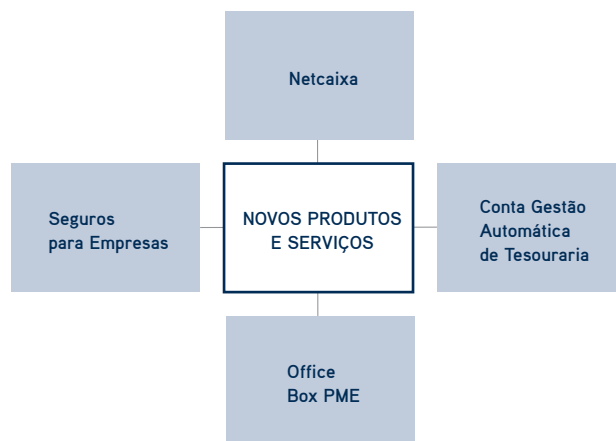 Netcaixa
Seguros
para Empresas
NOVOS PRODUTOS
E SERVIÇOS
Conta Gestão
Automática
de Tesouraria
Office
Box PME